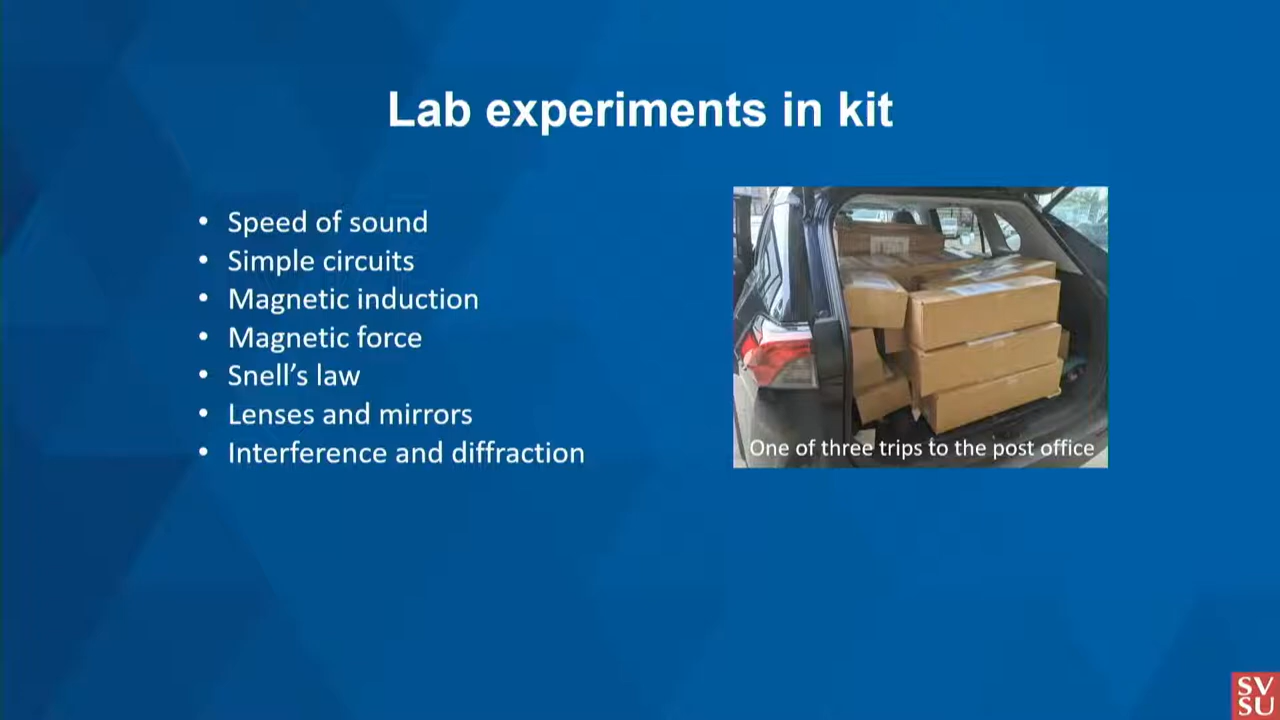 Lab experiments in kit
• Speed of sound
• Simple circuits
• Magnetic induction
• Magnetic force
• Snell’s law
• Lenses and mirrors
• Interference and diffraction
One of three trips to the post office
SV
SU